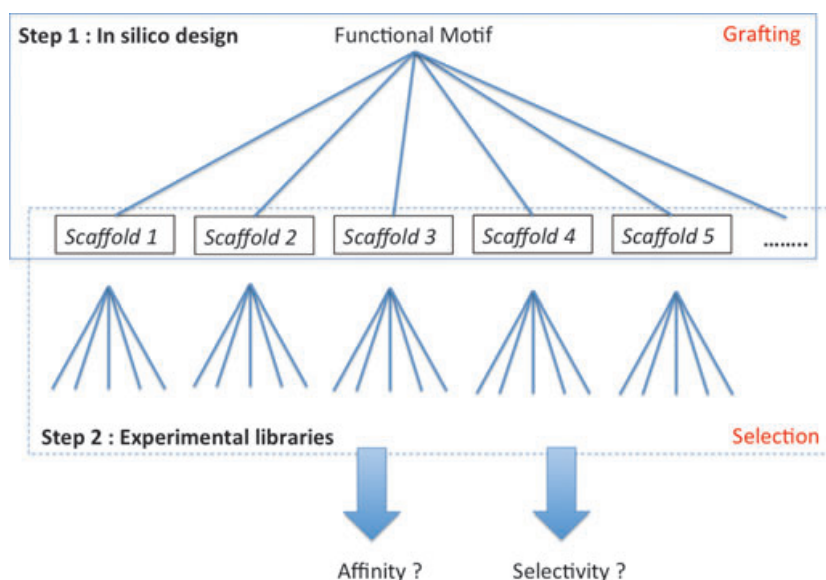 Step 1 : In silico design Functional Motif Grafting
Scaffold 1 Scaffold 2 Scaffold 3 Scaffold 4 Scaffold 5 ........
Step 2 : Experimental libraries Selection
Affinity ? Selectivity ?